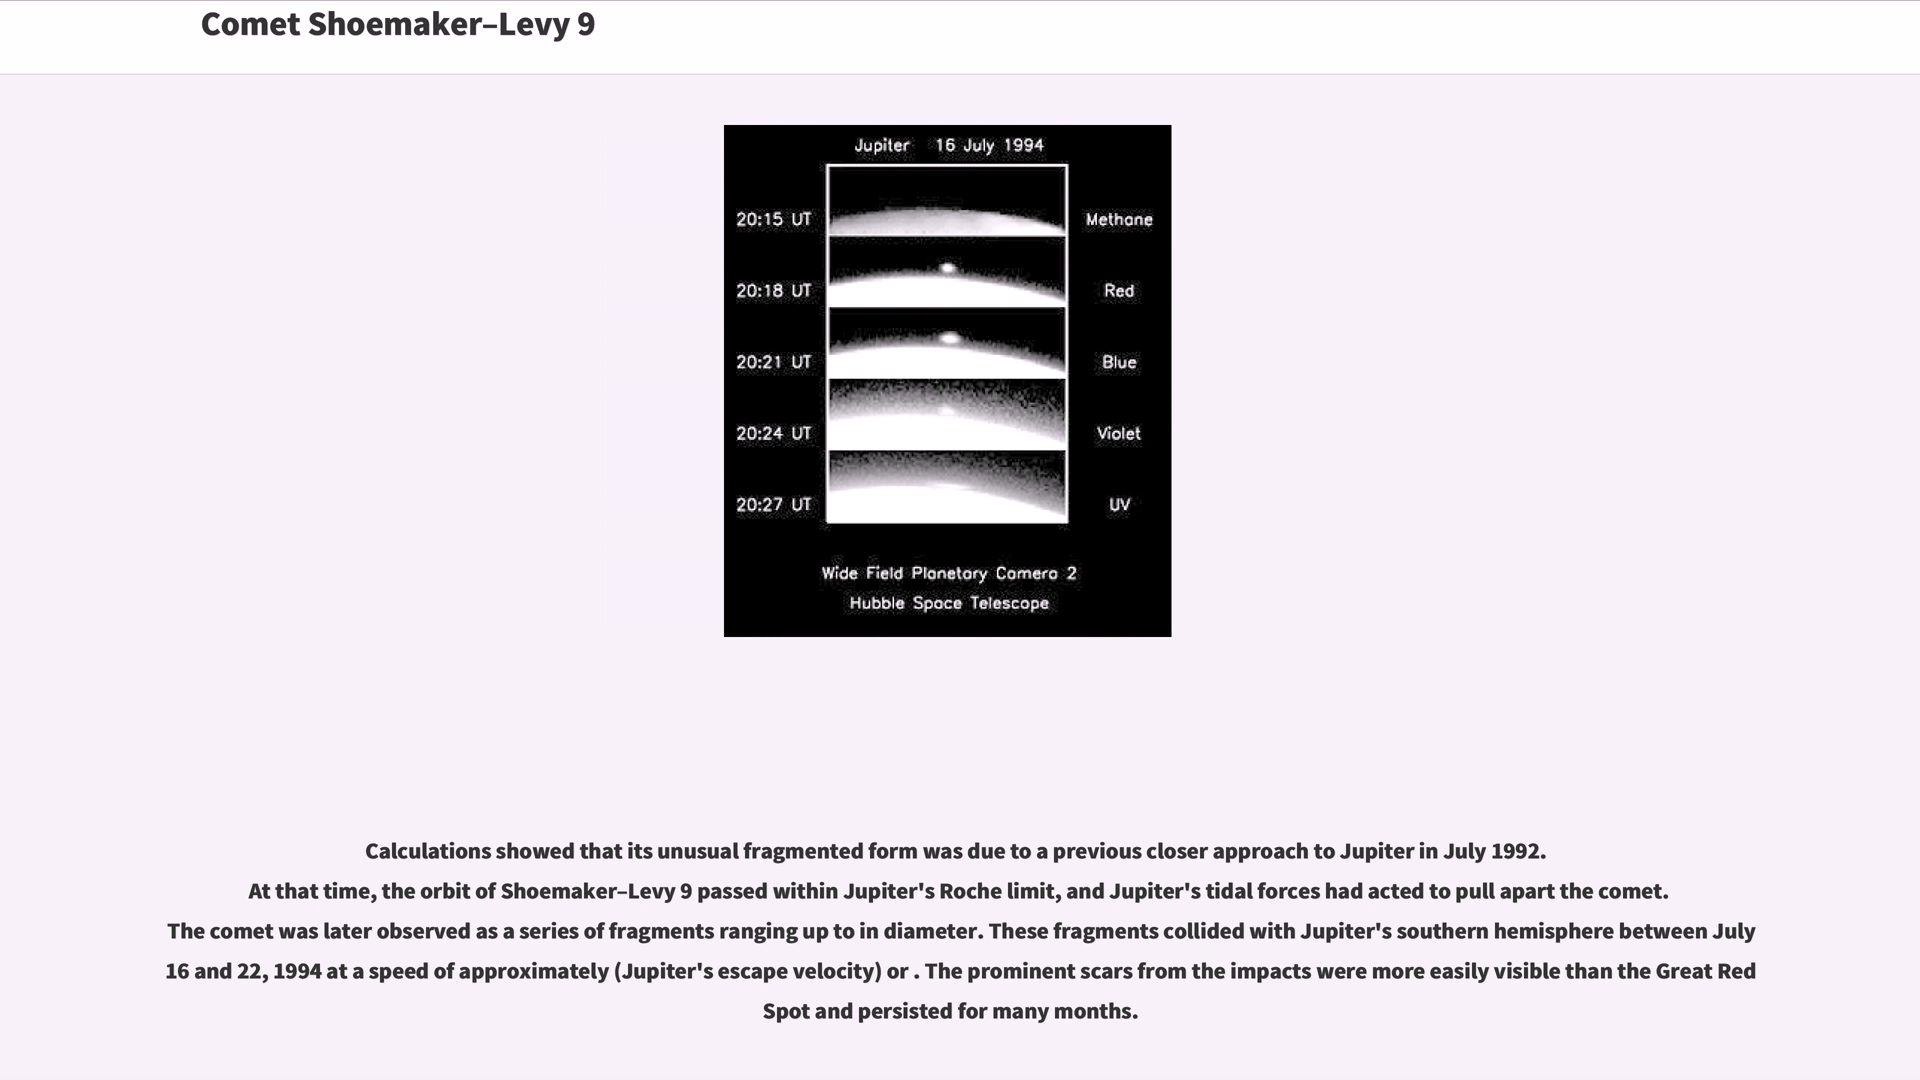 Comet Shoemaker–Levy 9
Jupiter 16 July 1994
20:15 UT Methane
20:18 UT Red
20:21 UT Blue
20:24 UT Violet
20:27 UT UV
Wide Field Planetary Camera 2
Hubble Space Telescope
Calculations showed that its unusual fragmented form was due to a previous closer approach to Jupiter in July 1992.
At that time, the orbit of Shoemaker–Levy 9 passed within Jupiter's Roche limit, and Jupiter's tidal forces had acted to pull apart the comet.
The comet was later observed as a series of fragments ranging up to in diameter. These fragments collided with Jupiter's southern hemisphere between July
16 and 22, 1994 at a speed of approximately (Jupiter's escape velocity) or . The prominent scars from the impacts were more easily visible than the Great Red
Spot and persisted for many months.